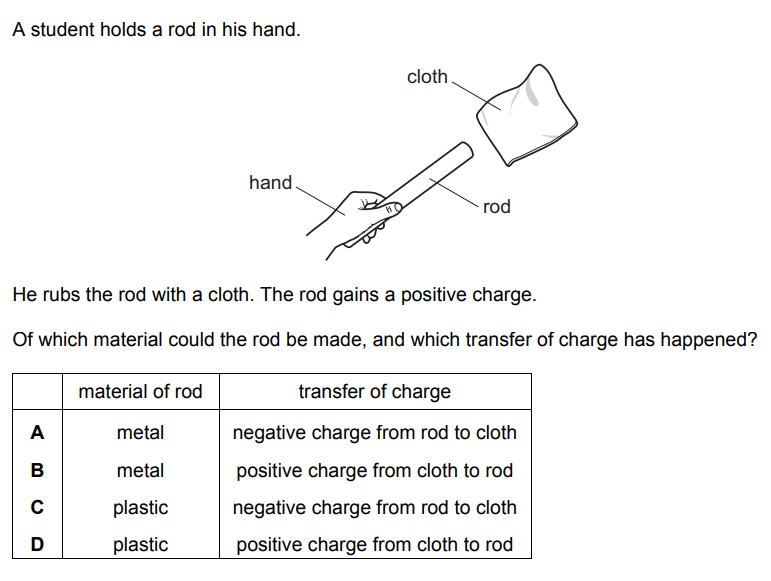 A student holds a rod in his hand.
cloth
hand
rod
He rubs the rod with a cloth. The rod gains a positive charge.
Of which material could the rod be made, and which transfer of charge has happened?
material of rod transfer of charge
A metal negative charge from rod to cloth
B metal positive charge from cloth to rod
C plastic negative charge from rod to cloth
D plastic positive charge from cloth to rod